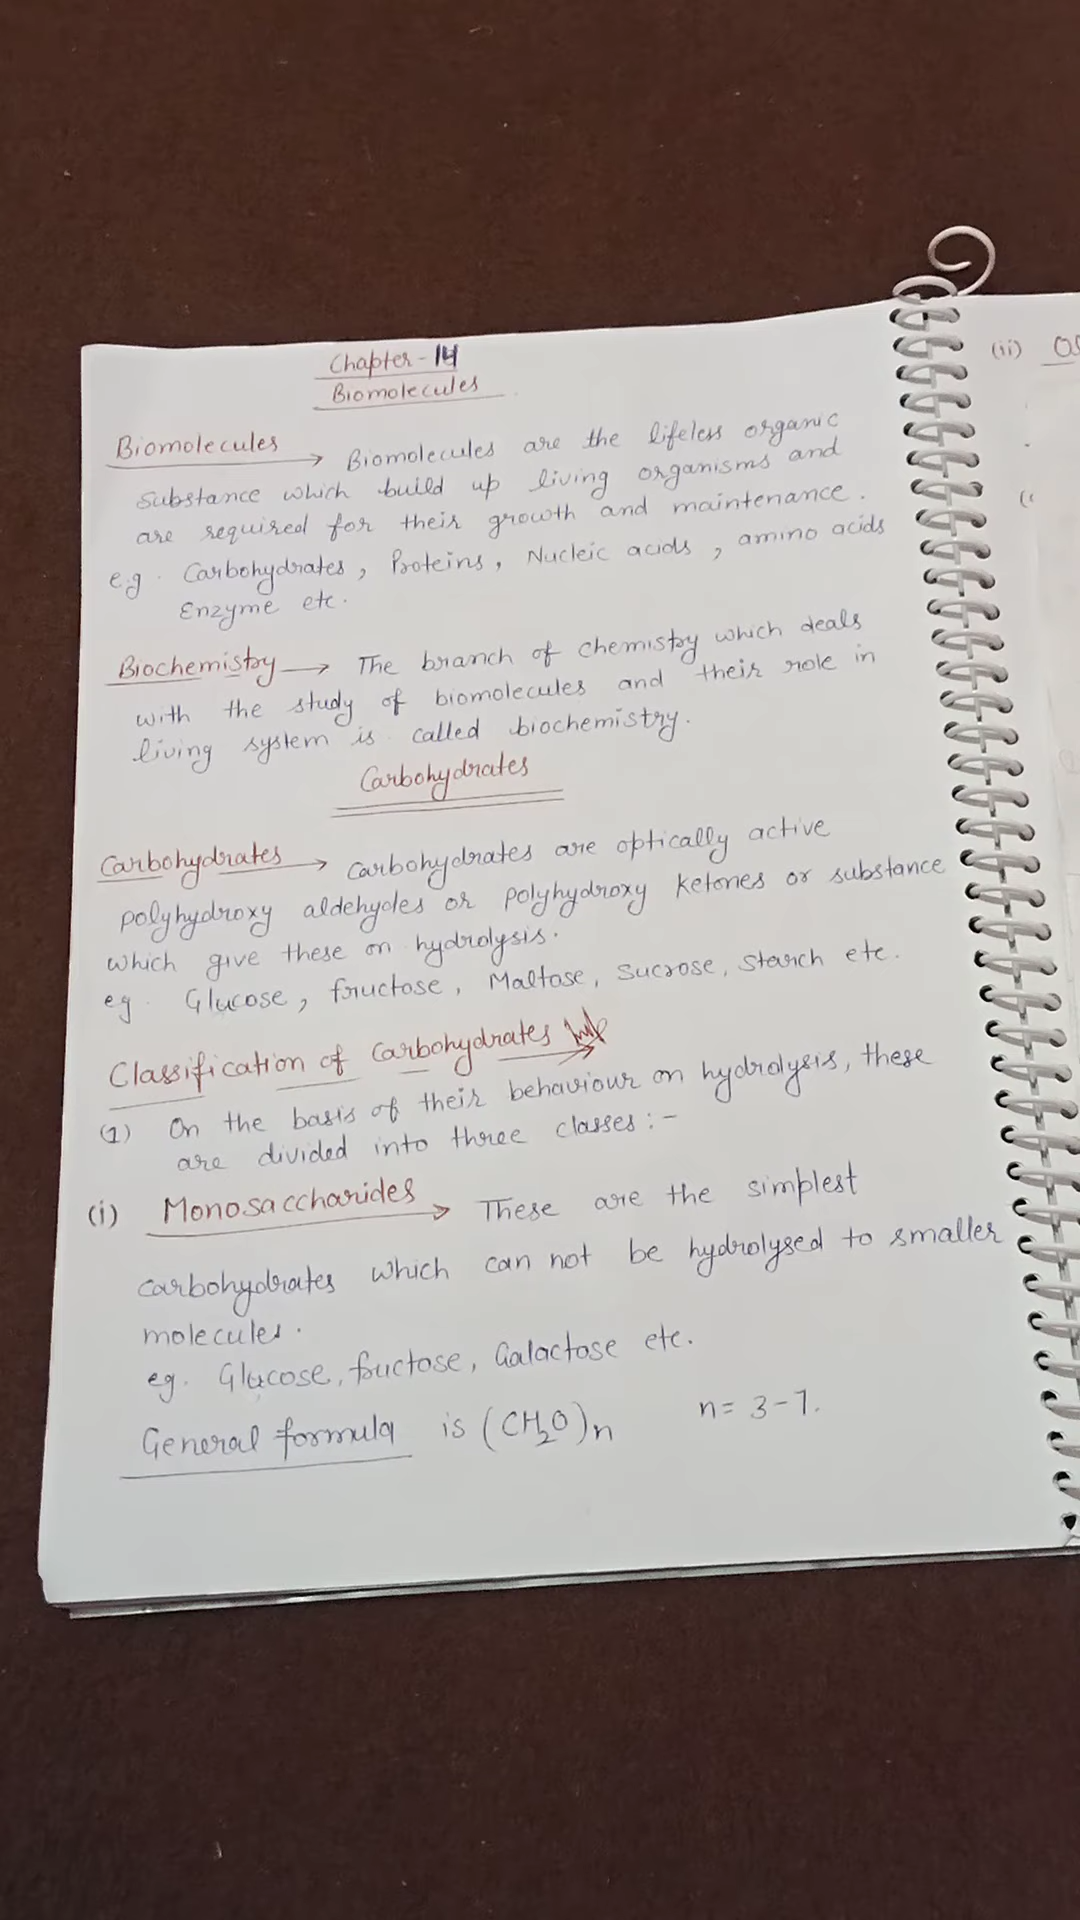 Chapter-14
Biomolecules
Biomolecules → Biomolecules are the lifeless organic
substance which build up living organisms and
are required for their growth and maintenance.
e.g. Carbohydrates, Proteins, Nucleic acids, amino acids
Enzyme etc.
Biochemistry → The branch of chemistry which deals
with the study of biomolecules and their role in
living system is called biochemistry.
Carbohydrates
Carbohydrates → Carbohydrates are optically active
polyhydroxy aldehydes or polyhydroxy ketones or substance
which give these on hydrolysis.
eg. Glucose, fructose, Maltose, sucrose, starch etc.
Classification of carbohydrates Imp
(1) On the basis of their behaviour on hydrolysis, these
are divided into three classes:-
(i) Monosaccharides → These are the simplest
carbohydrates which can not be hydrolysed to smaller
molecules.
eg. Glucose, fructose, Galactose etc.
General formula is (CH₂O)n n= 3-7.
(ii)